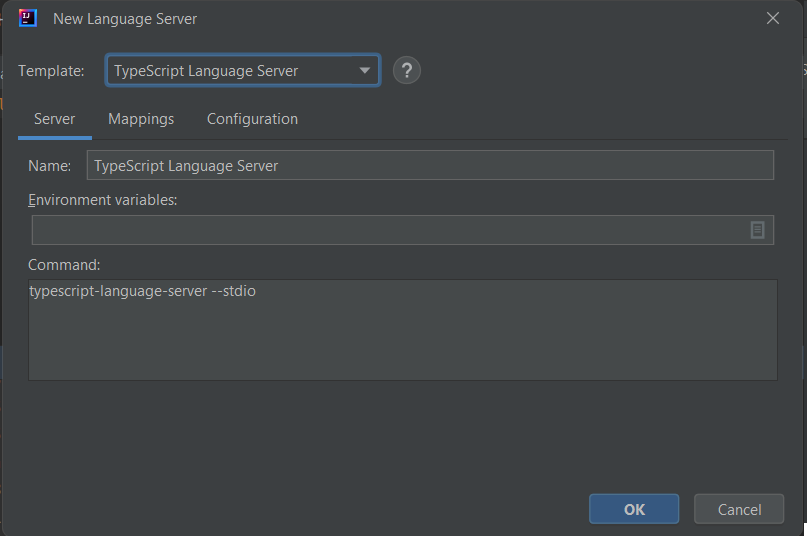 IJ
New Language Server
Template: TypeScript Language Server ?
Server Mappings Configuration
Name: TypeScript Language Server
Environment variables:
Command:
typescript-language-server --stdio
OK Cancel